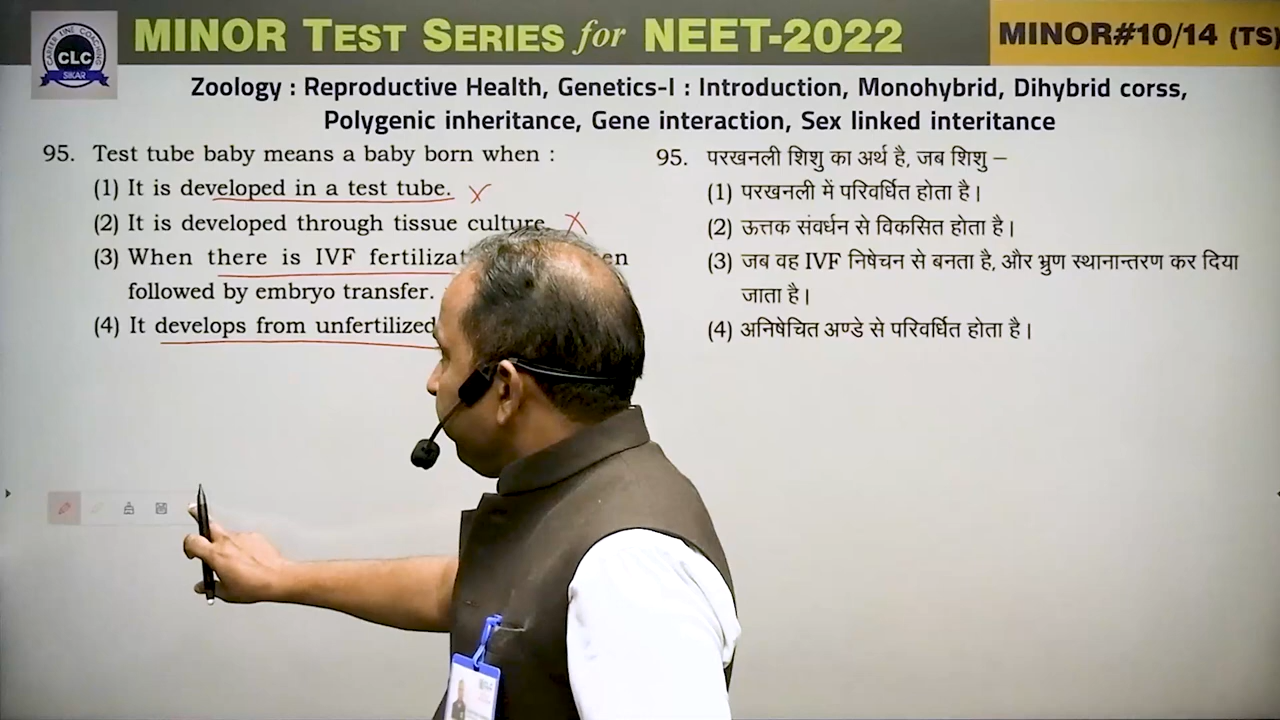 CAREER LINE COACHING
CLC
SIKAR
MINOR TEST SERIES for NEET-2022
MINOR#10/14 (TS)
Zoology : Reproductive Health, Genetics-I : Introduction, Monohybrid, Dihybrid corss,
Polygenic inheritance, Gene interaction, Sex linked interitance
95. Test tube baby means a baby born when :
(1) It is developed in a test tube.
(2) It is developed through tissue culture
(3) When there is IVF
followed by embryo transfer.
(4) It develops from unfertilized
95. परखनली शिशु का अर्थ है, जब शिशु –
(1) परखनली में परिवर्धित होता है।
(2) ऊत्तक संवर्धन से विकसित होता है।
(3) जब वह IVF निषेचन से बनता है, और भ्रुण स्थानान्तरण कर दिया
जाता है।
(4) अनिषेचित अण्डे से परिवर्धित होता है।